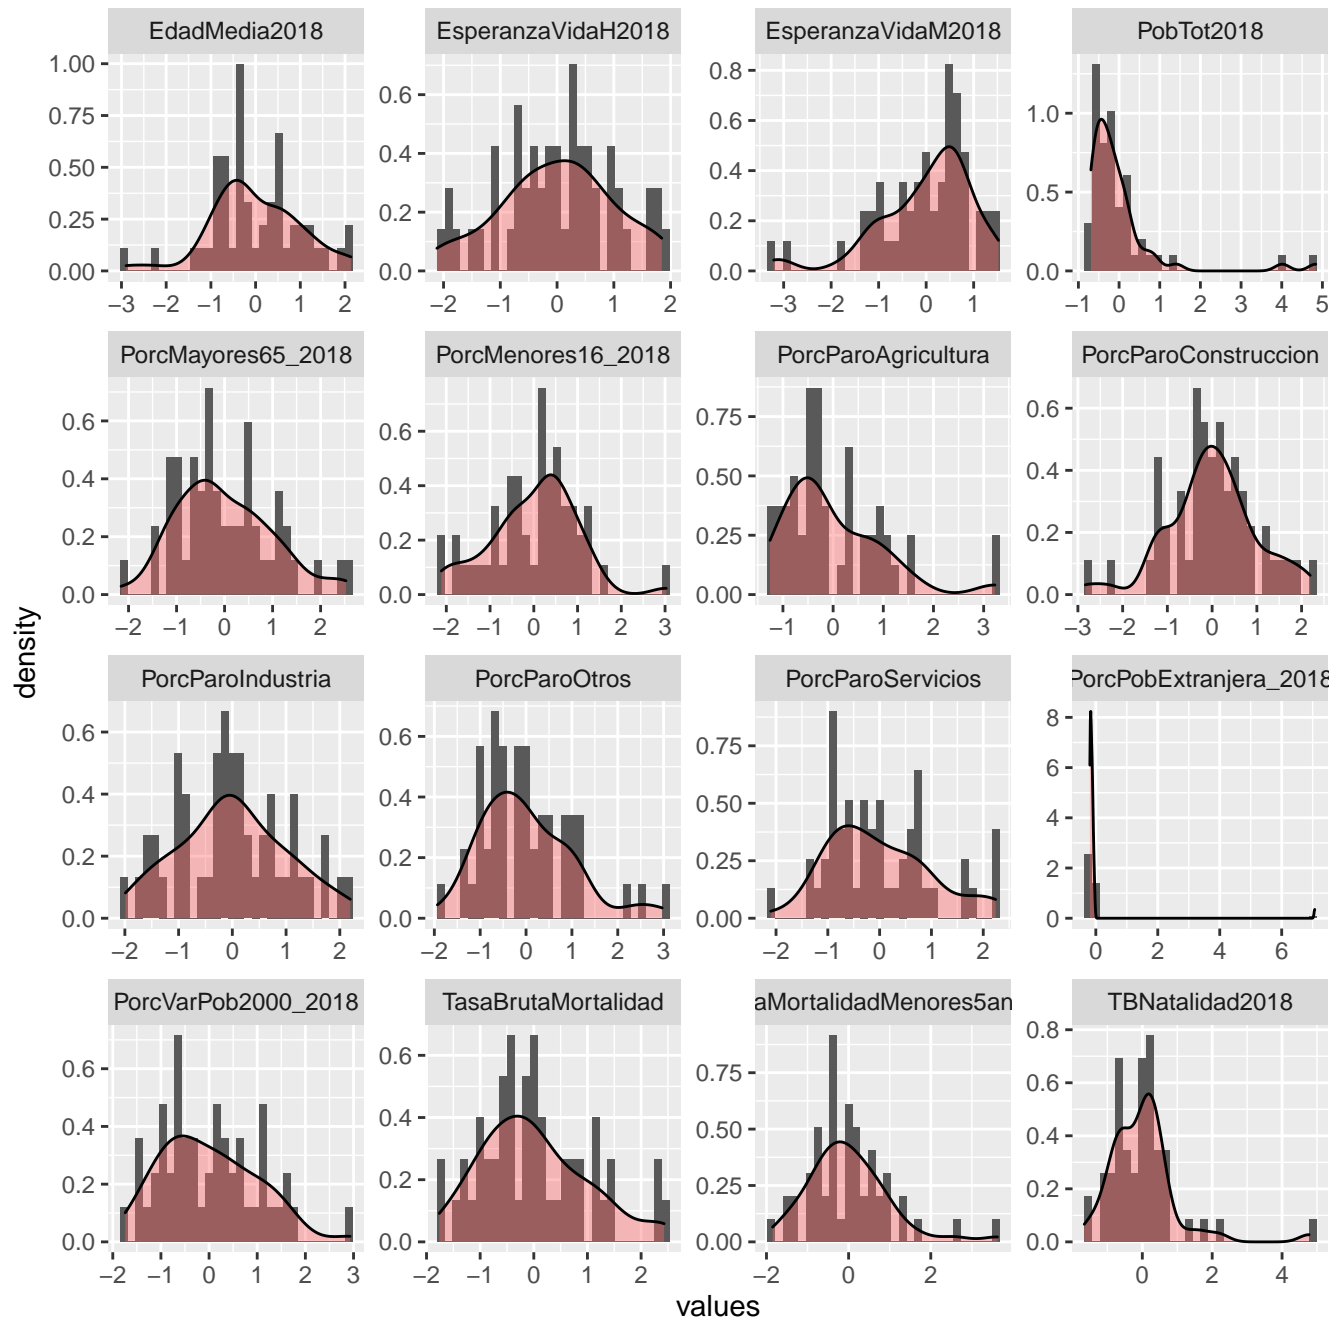 EdadMedia2018 EsperanzaVidaH2018 EsperanzaVidaM2018 PobTot2018
1.00 0.75 0.50 0.25 0.00
0.6 0.4 0.2 0.0
0.8 0.6 0.4 0.2 0.0
1.0 0.5 0.0
−3 −2 −1 0 1 2
−2 −1 0 1 2
−3 −2 −1 0 1
−1 0 1 2 3 4 5
PorcMayores65_2018 PorcMenores16_2018 PorcParoAgricultura PorcParoConstruccion
0.6 0.4 0.2 0.0
0.6 0.4 0.2 0.0
0.75 0.50 0.25 0.00
0.6 0.4 0.2 0.0
−2 −1 0 1 2
−2 −1 0 1 2 3
−1 0 1 2 3
−3 −2 −1 0 1 2
density
PorcParoIndustria PorcParoOtros PorcParoServicios PorcPobExtranjera_2018
0.6 0.4 0.2 0.0
0.6 0.4 0.2 0.0
0.75 0.50 0.25 0.00
8 6 4 2 0
−2 −1 0 1 2
−2 −1 0 1 2 3
−2 −1 0 1 2
0 2 4 6
PorcVarPob2000_2018 TasaBrutaMortalidad aMortalidadMenores5an TBNatalidad2018
0.6 0.4 0.2 0.0
0.6 0.4 0.2 0.0
0.75 0.50 0.25 0.00
0.8 0.6 0.4 0.2 0.0
−2 −1 0 1 2 3
−2 −1 0 1 2
−2 0 2
0 2 4
values